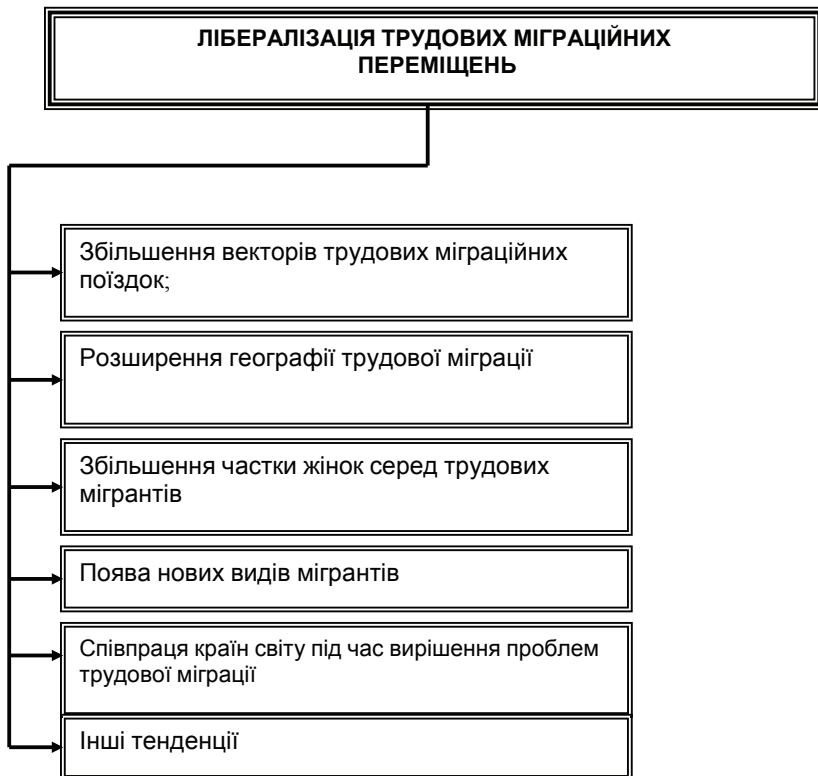 ЛІБЕРАЛІЗАЦІЯ ТРУДОВИХ МІГРАЦІЙНИХ
ПЕРЕМІЩЕНЬ
Збільшення векторів трудових міграційних
поїздок;
Розширення географії трудової міграції
Збільшення частки жінок серед трудових
мігрантів
Поява нових видів мігрантів
Співпраця країн світу під час вирішення проблем
трудової міграції
Інші тенденції